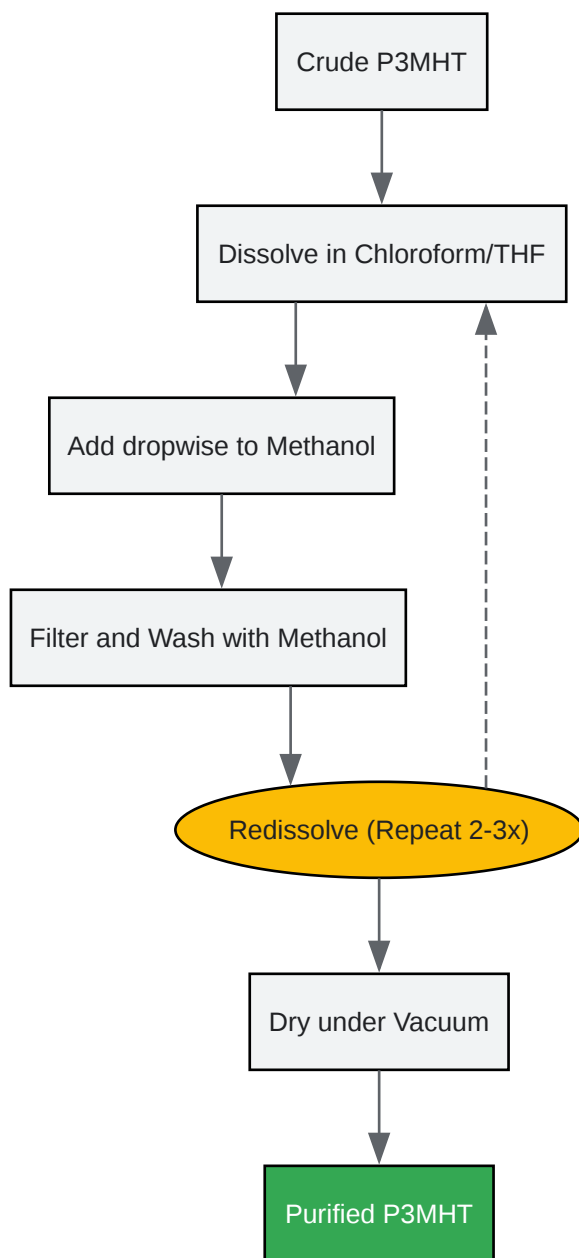 Crude P3MHT
Dissolve in Chloroform/THF
Add dropwise to Methanol
Filter and Wash with Methanol
Redissolve (Repeat 2-3x)
Dry under Vacuum
Purified P3MHT